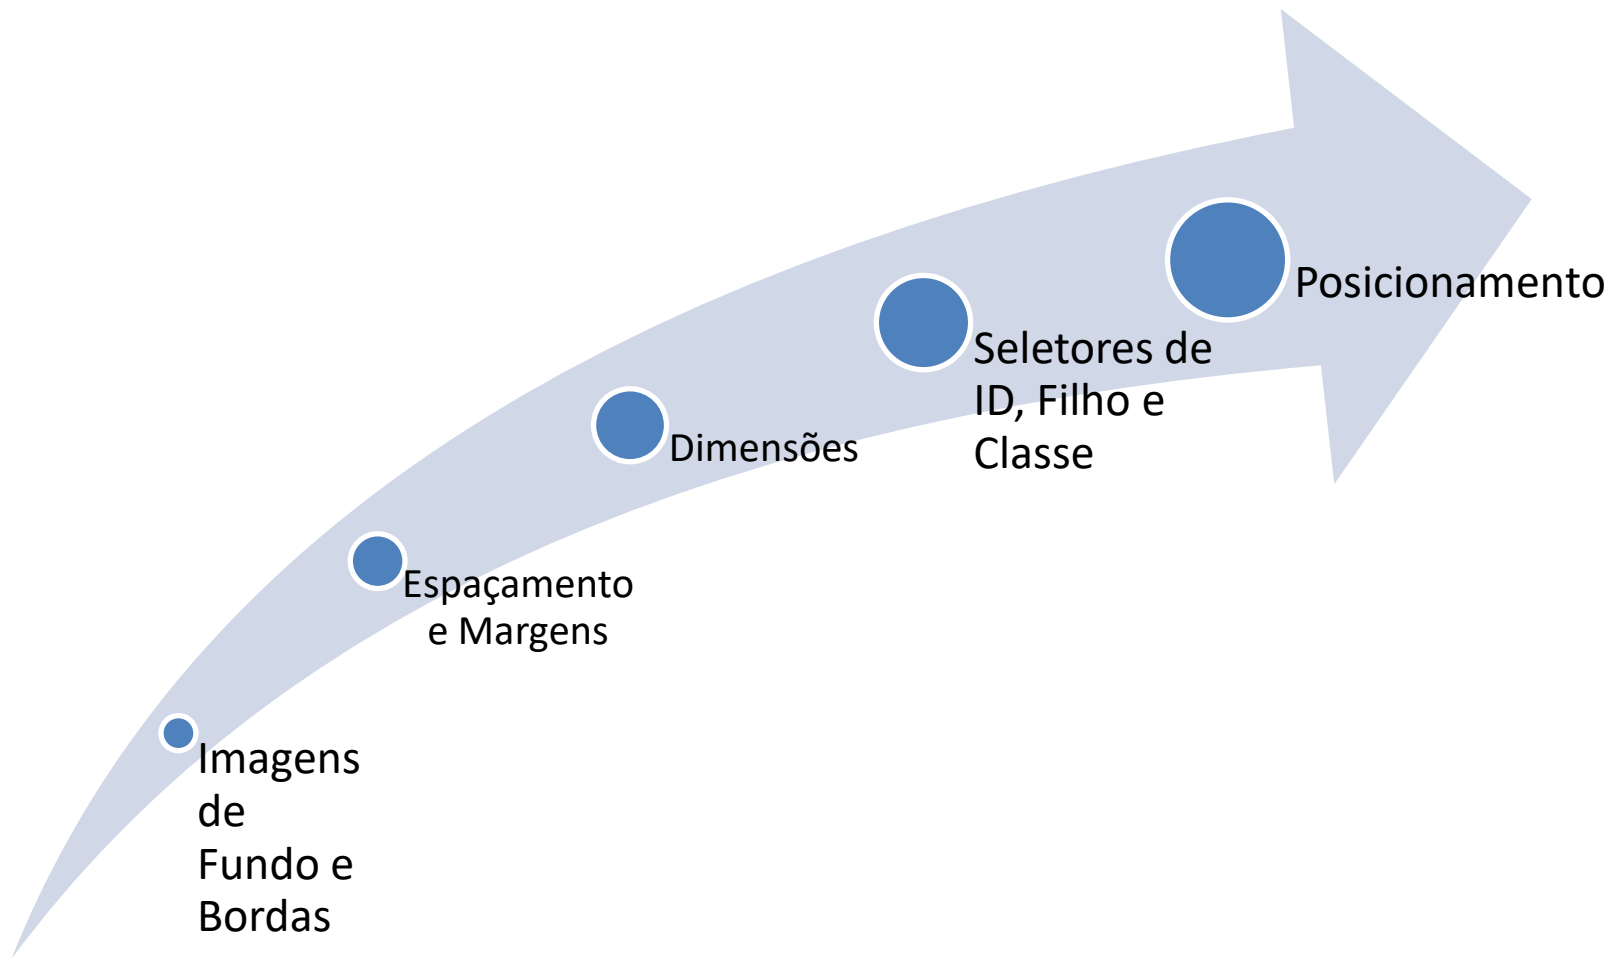 Imagens
de
Fundo e
Bordas
Espaçamento
e Margens
Dimensões
Seletores de
ID, Filho e
Classe
Posicionamento